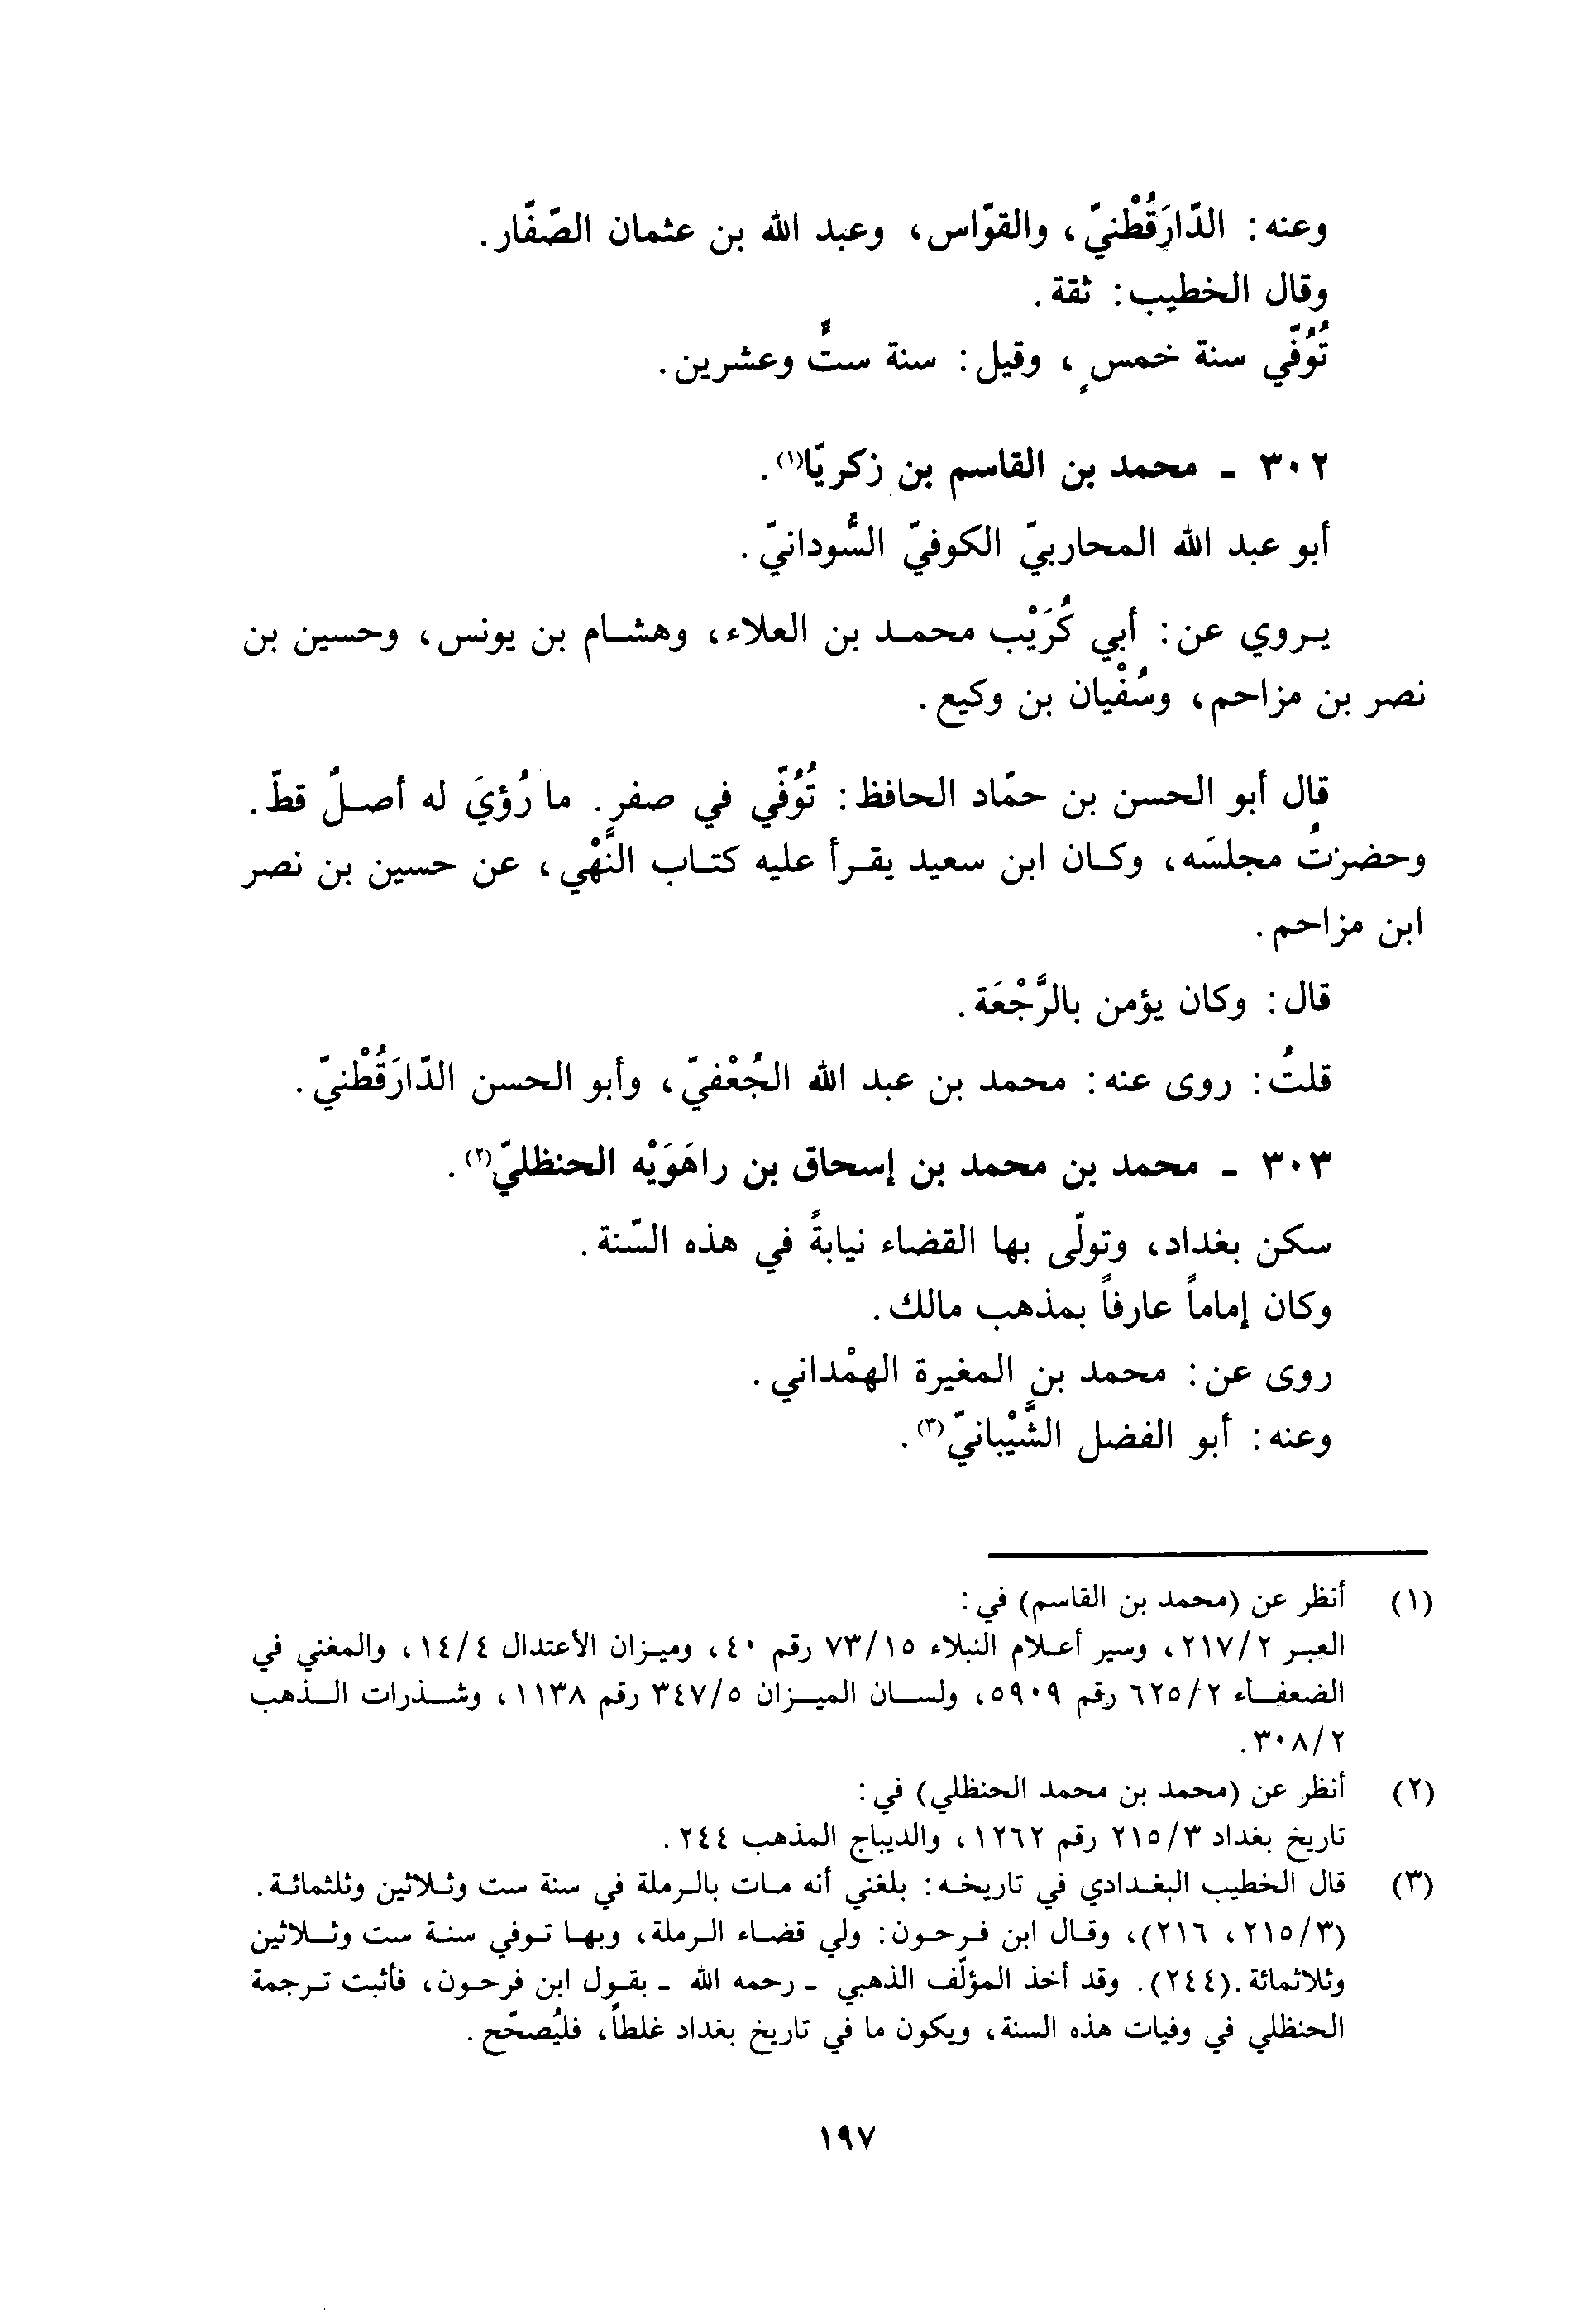 وعنه: الدّارَقُطْنيّ، والقوّاس، وعبد الله بن عثمان الصّفّار.
وقال الخطيب: ثقة.
تُوُفّي سنة خمسٍ، وقيل: سنة ستٍّ وعشرين.
٣٠٢ ـ محمد بن القاسم بن زكريّا(١).
أبو عبد الله المحاربيّ الكوفيّ السُّودانيّ.
يروي عن: أبي كُرَيْب محمد بن العلاء، وهشام بن يونس، وحسين بن
نصر بن مزاحم، وسُفْيان بن وكيع.
قال أبو الحسن بن حمّاد الحافظ: تُوُفّي في صفرٍ. ما رُؤيَ له أصلٌ قطّ.
وحضرتُ مجلسَه، وكان ابن سعيد يقرأ عليه كتاب النَّهْي، عن حسين بن نصر
ابن مزاحم.
قال: وكان يؤمن بالرَّجْعَة.
قلتُ: روى عنه: محمد بن عبد الله الجُعْفيّ، وأبو الحسن الدّارَقُطْنيّ.
٣٠٣ ـ محمد بن محمد بن إسحاق بن راهَوَيْه الحنظليّ(٢).
سكن بغداد، وتولّى بها القضاء نيابةً في هذه السّنة.
وكان إماماً عارفاً بمذهب مالك.
روى عن: محمد بن المغيرة الهمْداني.
وعنه: أبو الفضل الشَّيْبانيّ(٣).
(١) أنظر عن (محمد بن القاسم) في:
العبر ٢/٢١٧، وسير أعلام النبلاء ١٥/٧٣ رقم ٤٠، وميزان الأعتدال ٤/١٤، والمغني في
الضعفاء ٢/٦٢٥ رقم ٥٩٠٩، ولسان الميزان ٥/٣٤٧ رقم ١١٣٨، وشذرات الذهب
٢/٣٠٨.
(٢) أنظر عن (محمد بن محمد الحنظلي) في:
تاريخ بغداد ٣/٢١٥ رقم ١٢٦٢، والديباج المذهب ٢٤٤.
(٣) قال الخطيب البغدادي في تاريخه: بلغني أنه مات بالرملة في سنة ست وثلاثين وثلثمائة.
(٣/٢١٥، ٢١٦)، وقال ابن فرحون: ولي قضاء الرملة، وبها توفي سنة ست وثلاثين
وثلاثمائة.(٢٤٤). وقد أخذ المؤلّف الذهبي ـ رحمه الله ـ بقول ابن فرحون، فأثبت ترجمة
الحنظلي في وفيات هذه السنة، ويكون ما في تاريخ بغداد غلطاً، فليُصحّح.
١٩٧